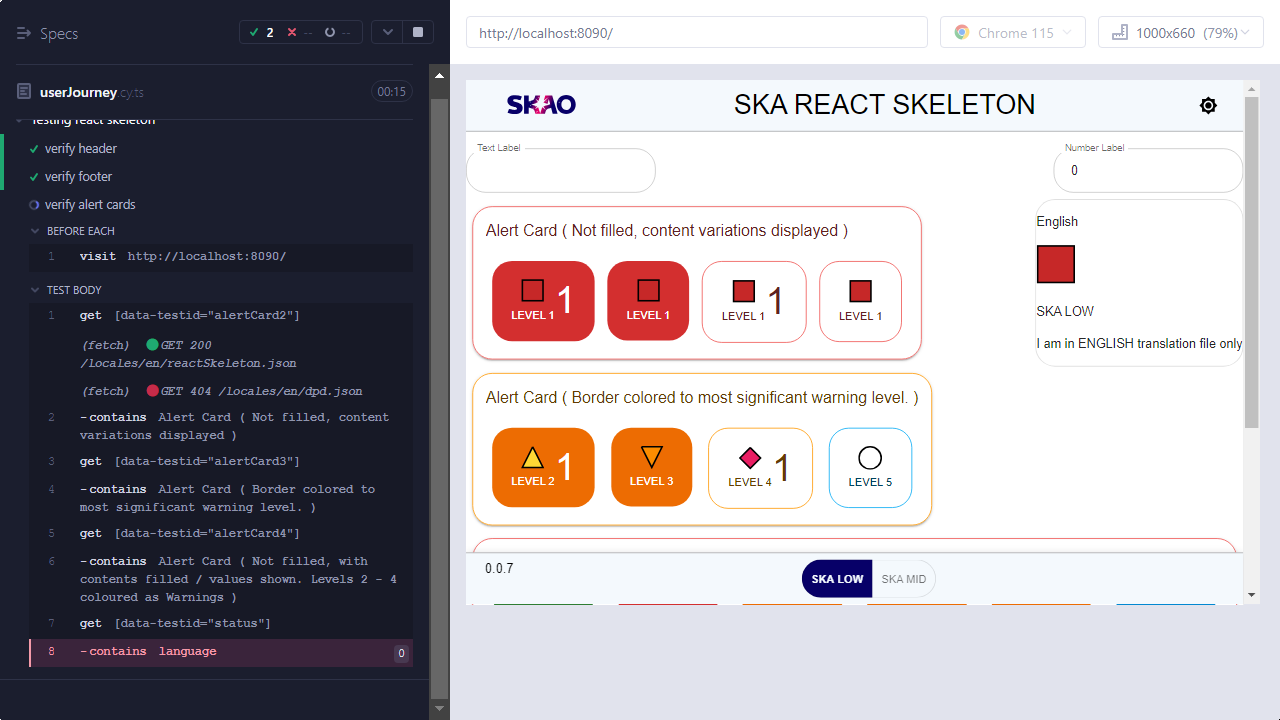 Specs
2
--
--
userJourney.cy.ts
00:15
Testing react skeleton
verify header
verify footer
verify alert cards
BEFORE EACH
1 visit http://localhost:8090/
TEST BODY
1 get [data-testid="alertCard2"]
(fetch) GET 200
/locales/en/reactSkeleton.json
(fetch) GET 404 /locales/en/dpd.json
2 -contains Alert Card ( Not filled, content
variations displayed )
3 get [data-testid="alertCard3"]
4 -contains Alert Card ( Border colored to
most significant warning level. )
5 get [data-testid="alertCard4"]
6 -contains Alert Card ( Not filled, with
contents filled / values shown. Levels 2 - 4
coloured as Warnings )
7 get [data-testid="status"]
8 -contains language 0
http://localhost:8090/
Chrome 115
1000x660 (79%)
SKAO
SKA REACT SKELETON
Text Label
Number Label
0
Alert Card ( Not filled, content variations displayed )
1
LEVEL 1
LEVEL 1
1
LEVEL 1
LEVEL 1
English
SKA LOW
I am in ENGLISH translation file only
Alert Card ( Border colored to most significant warning level. )
1
LEVEL 2
LEVEL 3
1
LEVEL 4
LEVEL 5
0.0.7
SKA LOW
SKA MID